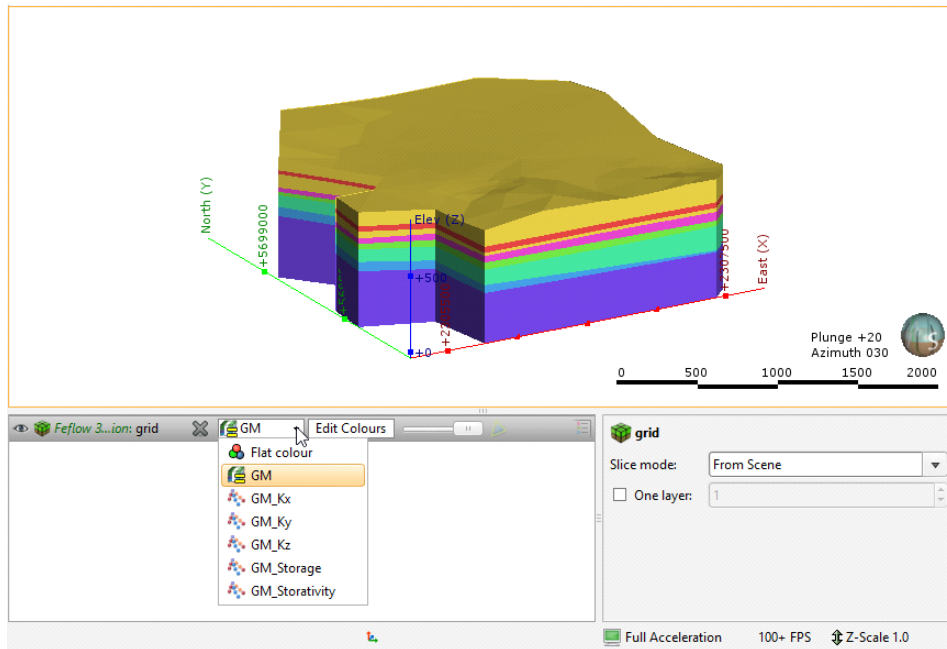 North (Y)
+5699000
Elev (Z)
+500
+0
+2307500
East (X)
Plunge +20
Azimuth 030
S
0 500 1000 1500 2000
Feflow 3...ion: grid GM Edit Colours
Flat colour
GM
GM_Kx
GM_Ky
GM_Kz
GM_Storage
GM_Storativity
grid
Slice mode: From Scene
One layer: 1
Full Acceleration 100+ FPS Z-Scale 1.0